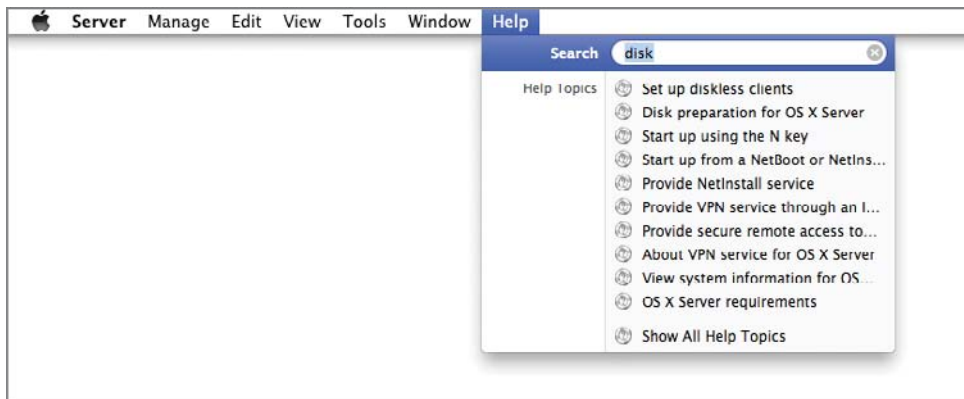 Server Manage Edit View Tools Window Help
Search disk
Help Topics Set up diskless clients
Disk preparation for OS X Server
Start up using the N key
Start up from a NetBoot or NetIns...
Provide NetInstall service
Provide VPN service through an I...
Provide secure remote access to...
About VPN service for OS X Server
View system information for OS...
OS X Server requirements
Show All Help Topics